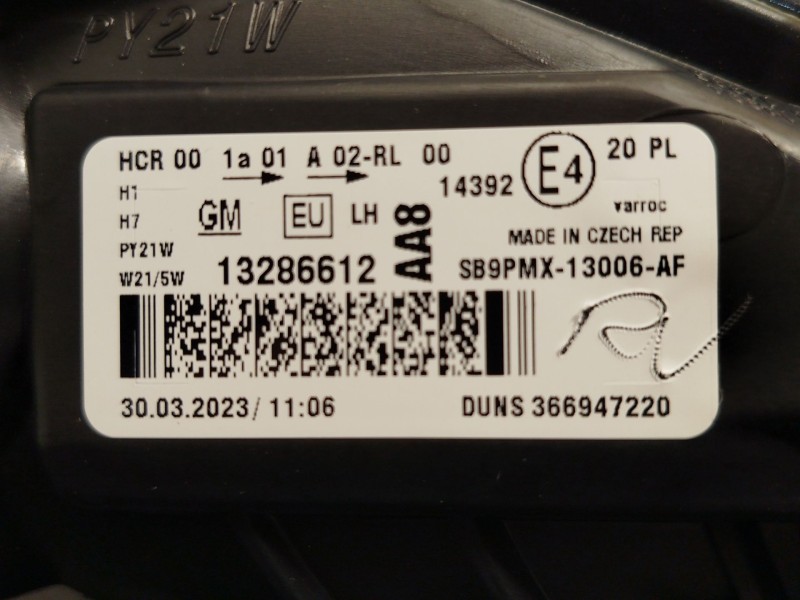 PY21W
HCR 00 1a 01 A 02-RL 00
E4
20 PL
14392
H1
H7
PY21W
W21/5W
GM
EU
LH
AA8
varroc
MADE IN CZECH REP
13286612
SB9PMX-13006-AF
30.03.2023/ 11:06
DUNS 366947220